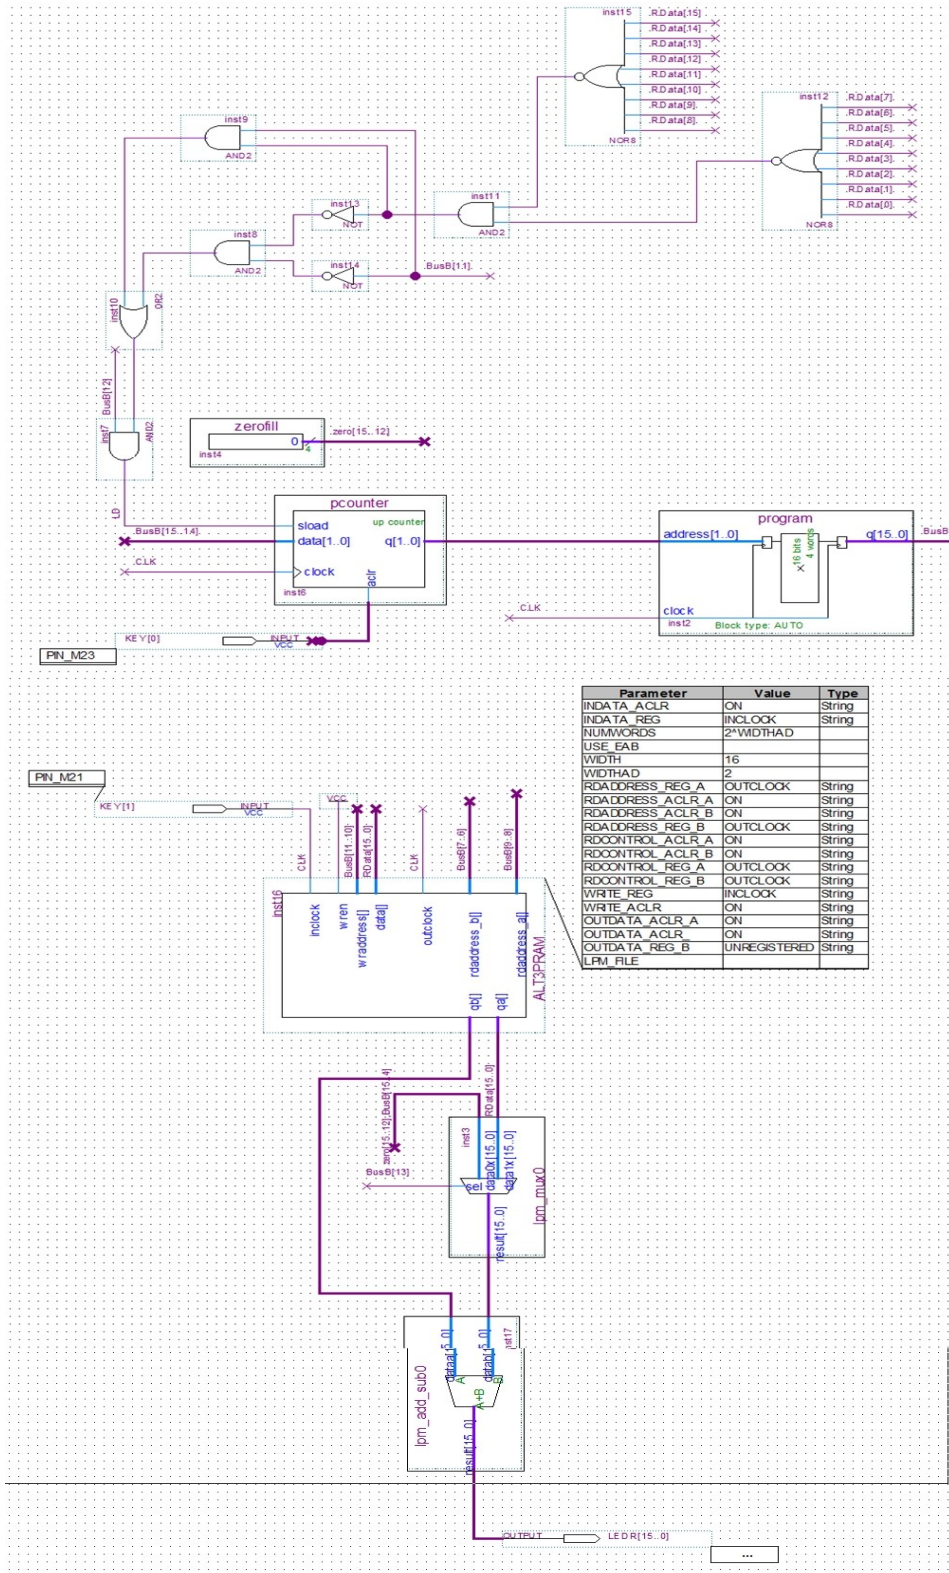 inst15
.RData[.15]
.RData[.14]
.RData[.13]
.RData[.12]
.RData[.11]
.RData[.10]
.RData[9].
.RData[8].
NOR8
inst12
.RData[7].
.RData[6].
.RData[5].
.RData[4].
.RData[3].
.RData[2].
.RData[1].
.RData[0].
NOR8
inst9
AND2
inst11
AND2
inst13
NOT
inst8
AND2
inst14
NOT
.BusB[11].
inst10
OR2
BusB[12]
inst7
AND2
zerofill
0
4
inst4
.zero[15..12]
LD
pcounter
sload
up counter
data[1..0]
q[1..0]
clock
aclr
inst6
.BusB[15..14].
.CLK
KEY[0]
INPUT
VCC
PIN_M23
program
address[1..0]
q[15..0]
16 bits
x
4 words
clock
inst2
Block type: AUTO
.CLK
BusB
Parameter Value Type
INDATA_ACLR ON String
INDATA_REG INCLOCK String
NUMWORDS 2^WIDTHAD
USE_EAB
WIDTH 16
WIDTHAD 2
RDADDRESS_REG_A OUTCLOCK String
RDADDRESS_ACLR_A ON String
RDADDRESS_ACLR_B ON String
RDADDRESS_REG_B OUTCLOCK String
RDCONTROL_ACLR_A ON String
RDCONTROL_ACLR_B ON String
RDCONTROL_REG_A OUTCLOCK String
RDCONTROL_REG_B OUTCLOCK String
WRITE_REG INCLOCK String
WRITE_ACLR ON String
OUTDATA_ACLR_A ON String
OUTDATA_ACLR_ ON String
OUTDATA_REG_B UNREGISTERED String
LPM_FILE
PIN_M21
KEY[1]
INPUT
VCC
VCC
CLK
BusB[11..10]
RData[15..0]
CLK
BusB[7..6]
BusB[9..8]
inst16
inclock
wren
wraddress[]
data[]
outclock
rdaddress_b[]
rdaddress_a[]
qb[]
qa[]
ALT3PRAM
zero[15..12],BusB[15..4]
RData[15..0]
inst3
data0x[15..0]
data1x[15..0]
sel
BusB[13]
result[15..0]
lpm_mux0
inst17
A
B
A+B
result[15..0]
lpm_add_sub0
OUTPUT
LEDR[15..0]
...